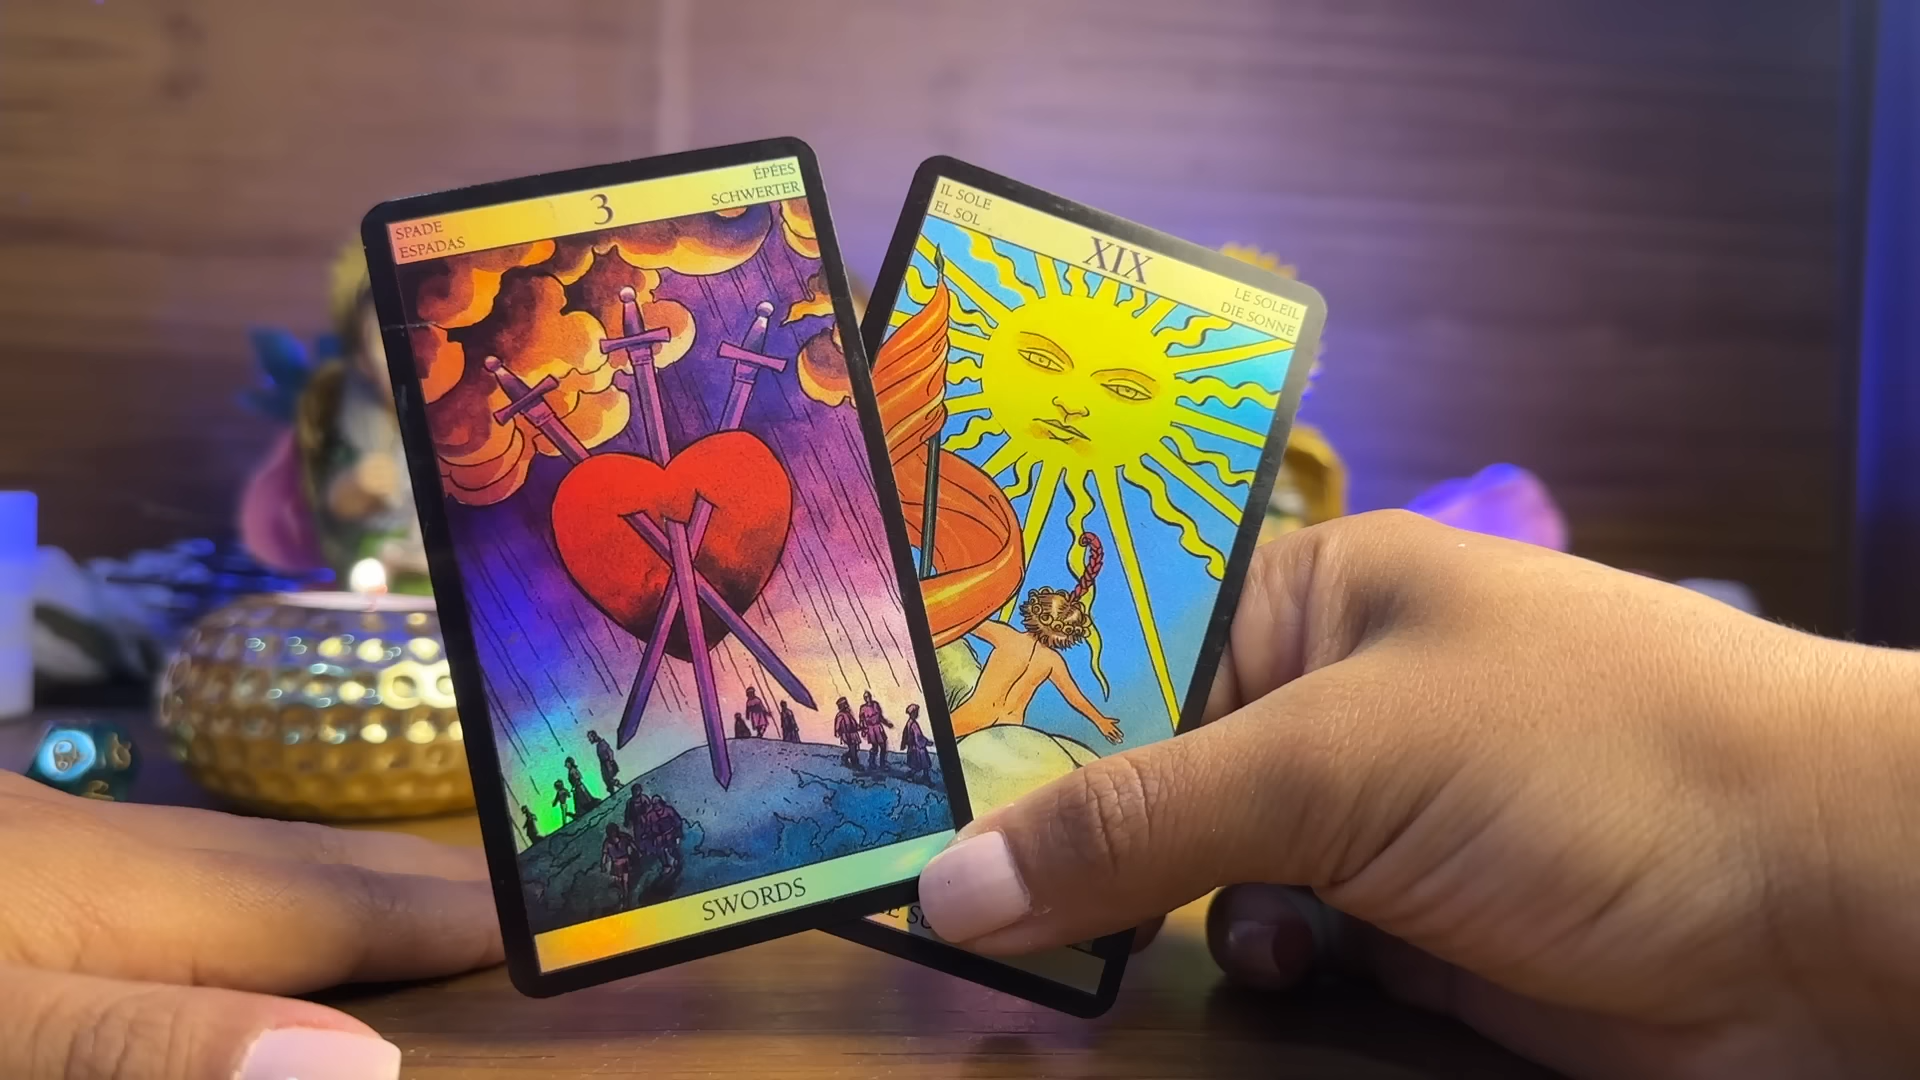 SPADE
ESPADAS
3
ÉPÉES
SCHWERTER
SWORDS
IL SOLE
EL SOL
XIX
LE SOLEIL
DIE SONNE